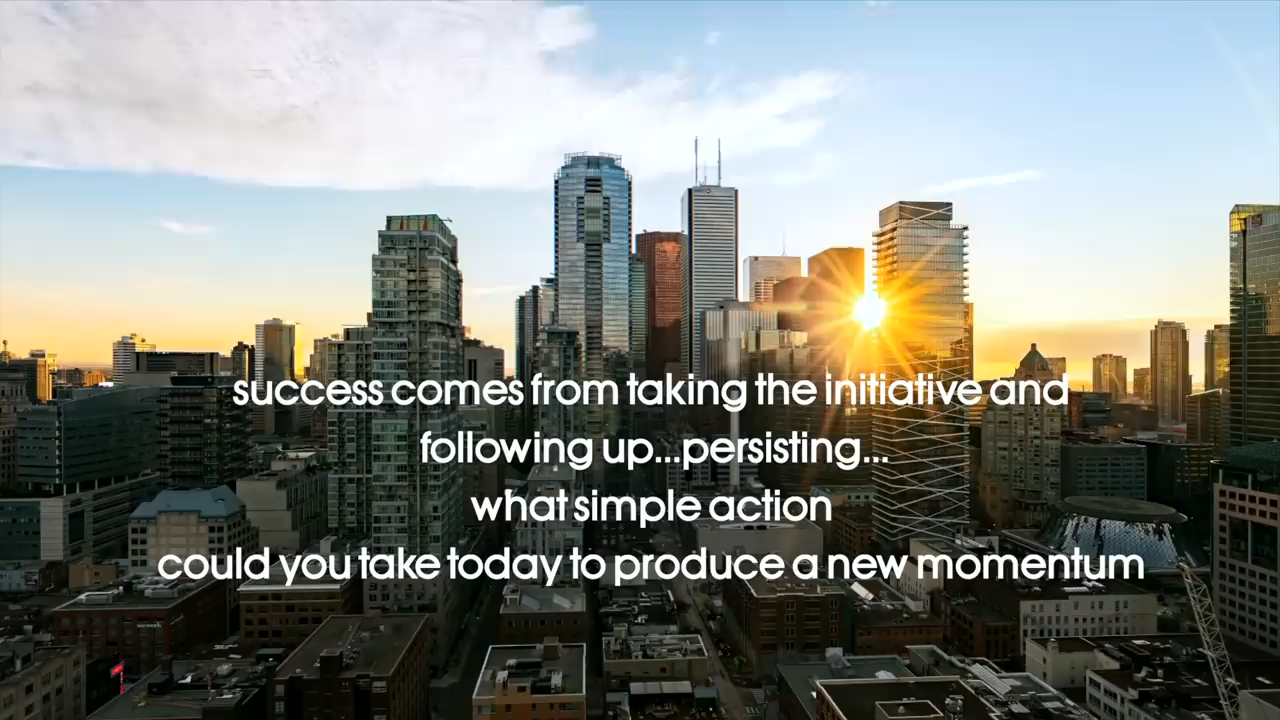 success comes from taking the initiative and
following up...persisting...
what simple action
could you take today to produce a new momentum